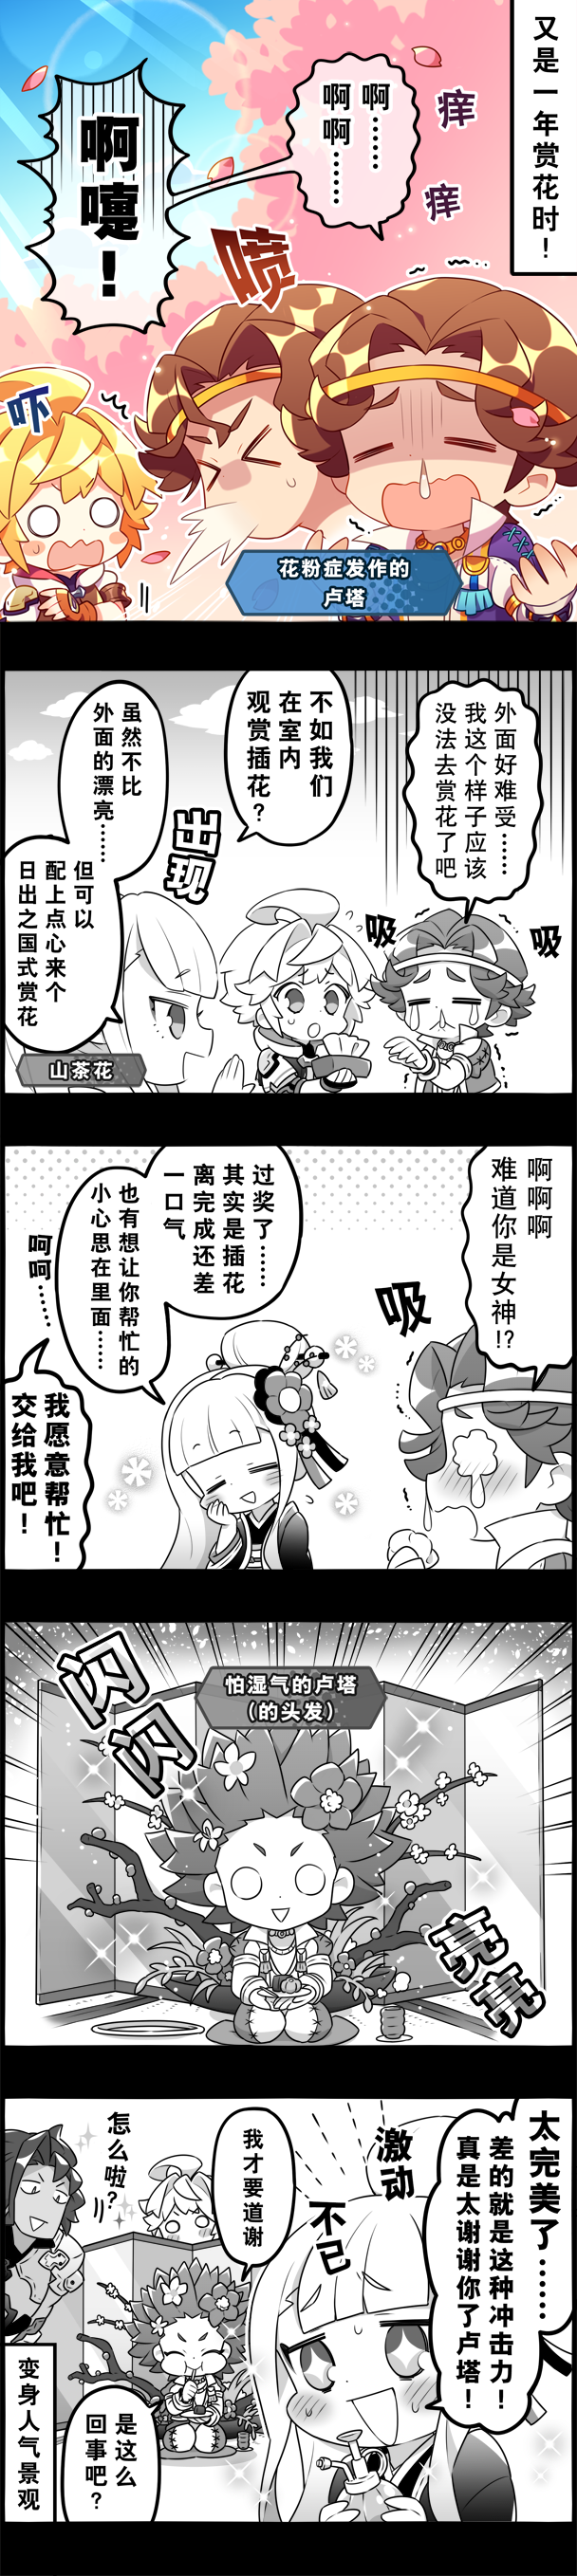 又是一年赏花时！
痒
痒
啊……
啊啊……
啊嚏！
喷
吓
花粉症发作的
卢塔
外面好难受……
我这个样子应该
没法去赏花了吧
吸
吸
不如我们
在室内
观赏插花？
出现
虽然不比
外面的漂亮……
但可以
配上点心来个
日出之国式赏花
山茶花
啊啊啊
难道你是女神!?
吸
过奖了……
其实是插花
离完成还差
一口气
也有想让你帮忙的
小心思在里面……
呵呵……
我愿意帮忙！
交给我吧！
闪闪
怕湿气的卢塔
（的头发）
亮亮
太完美了……
差的就是这种冲击力！
真是太谢谢你了卢塔！
激动
不已
我才要道谢
怎么啦？
是这么
回事吧？
变身人气景观